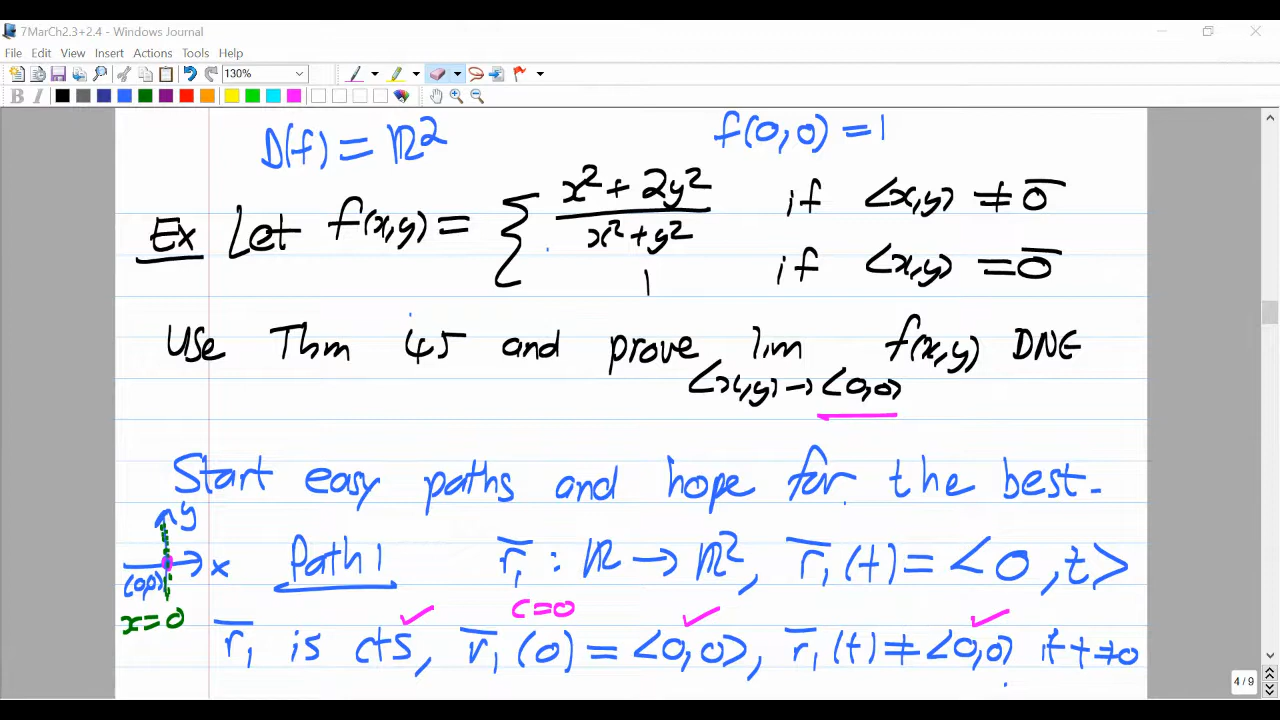 7MarCh2.3+2.4 - Windows Journal
File Edit View Insert Actions Tools Help
130%
B I
D(f) = ℝ² f(0,0) = 1
Ex Let f(x,y) = { x² + 2y² / x² + y² if <x,y> ≠ 0̅
1 if <x,y> = 0̅
Use Thm 45 and prove lim f(x,y) DNE
<x,y> → <0,0>
Start easy paths and hope for the best.
y
x Path 1 r̅₁ : ℝ → ℝ², r̅₁(t) = <0,t>
(0,0)
x=0 c=0
r̅₁ is cts, r̅₁(0) = <0,0>, r̅₁(t) ≠ <0,0> if t≠0
4 / 9